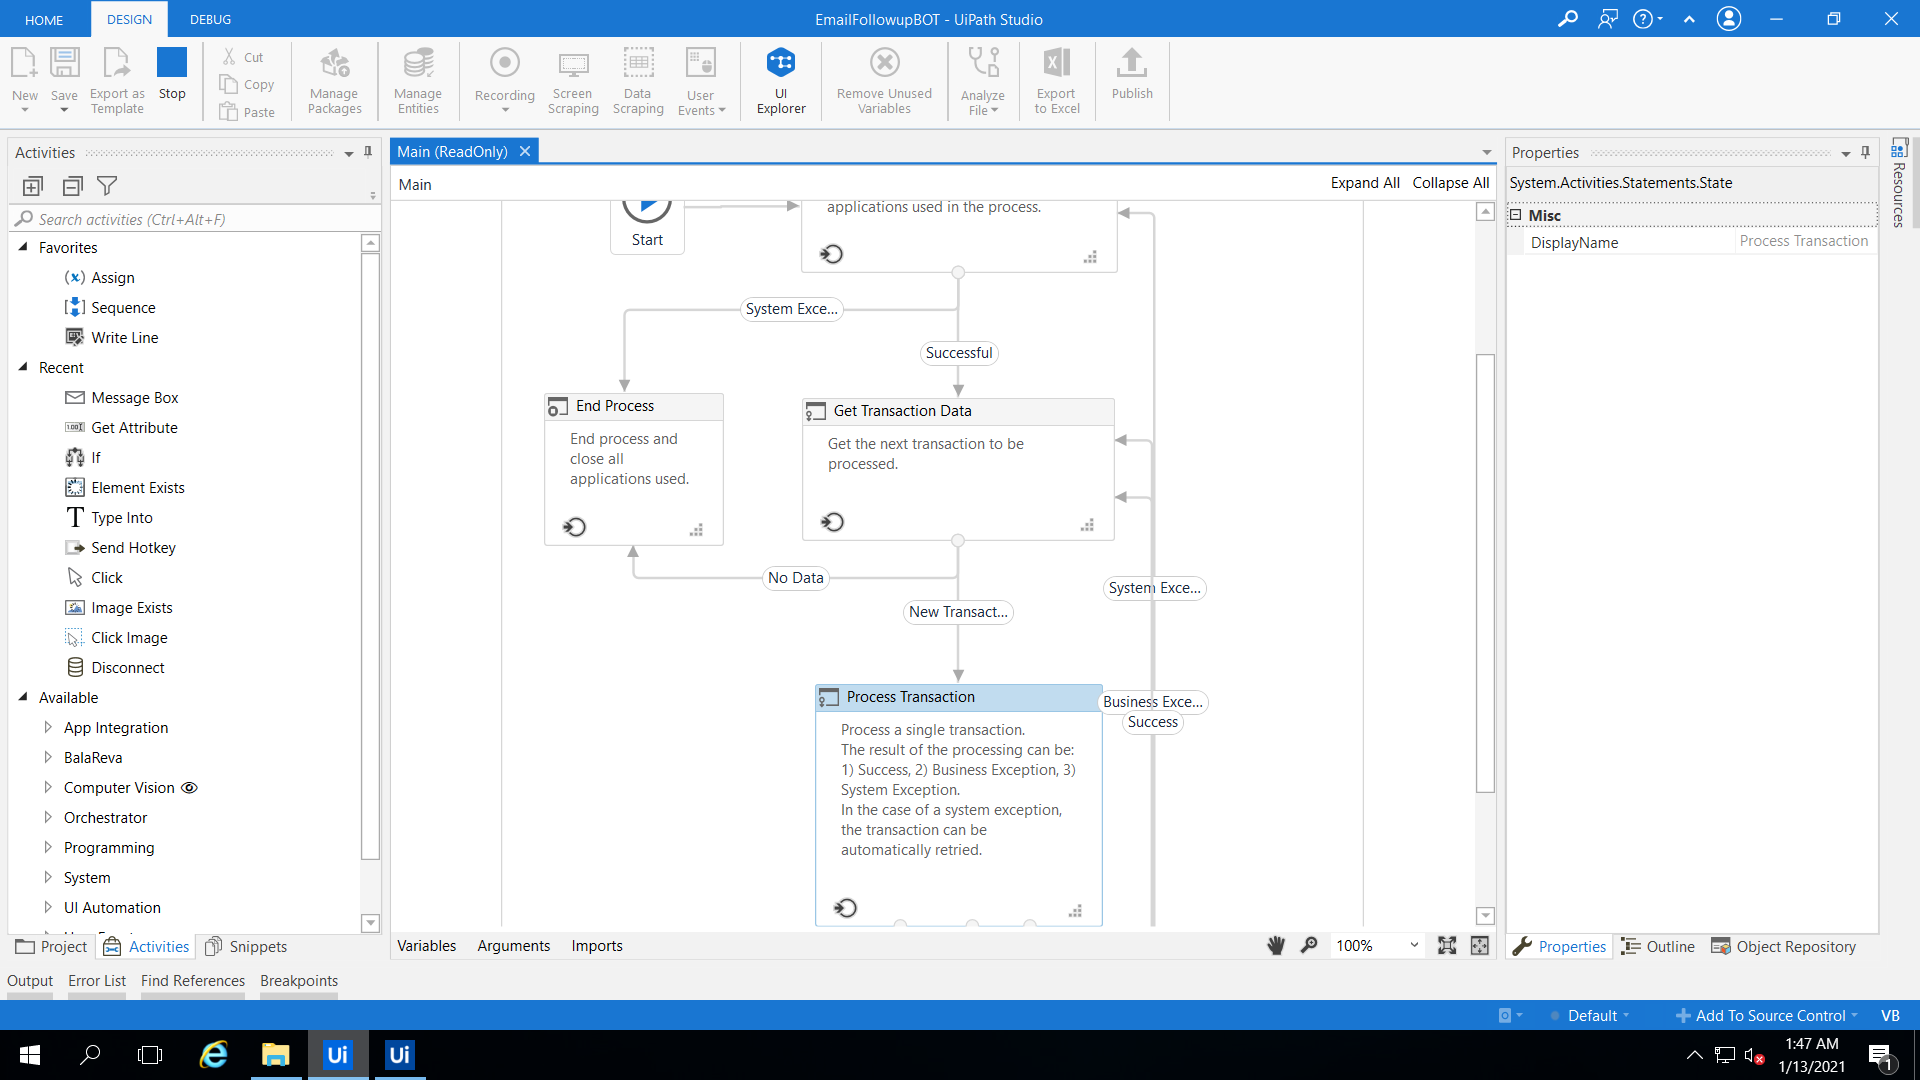 HOME
DESIGN
DEBUG
EmailFollowupBOT - UiPath Studio
New
Save
Export as
Template
Stop
Cut
Copy
Paste
Manage
Packages
Manage
Entities
Recording
Screen
Scraping
Data
Scraping
User
Events
UI
Explorer
Remove Unused
Variables
Analyze
File
Export
to Excel
Publish
Activities
Search activities (Ctrl+Alt+F)
Favorites
Assign
Sequence
Write Line
Recent
Message Box
Get Attribute
If
Element Exists
Type Into
Send Hotkey
Click
Image Exists
Click Image
Disconnect
Available
App Integration
BalaReva
Computer Vision
Orchestrator
Programming
System
UI Automation
Project
Activities
Snippets
Main (ReadOnly)
Main
Expand All
Collapse All
Start
applications used in the process.
System Exce...
Successful
End Process
End process and
close all
applications used.
Get Transaction Data
Get the next transaction to be
processed.
No Data
New Transact...
System Exce...
Process Transaction
Process a single transaction.
The result of the processing can be:
1) Success, 2) Business Exception, 3)
System Exception.
In the case of a system exception,
the transaction can be
automatically retried.
Business Exce...
Success
Variables
Arguments
Imports
100%
Properties
System.Activities.Statements.State
Misc
DisplayName
Process Transaction
Resources
Properties
Outline
Object Repository
Output
Error List
Find References
Breakpoints
Default
Add To Source Control
VB
Ui
Ui
1:47 AM
1/13/2021
1